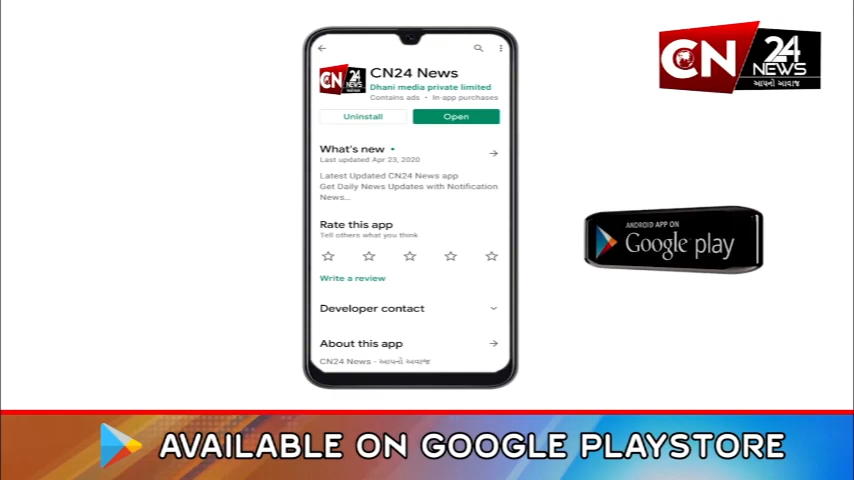 CN24 News
Dhani media private limited
Contains ads • In-app purchases
Uninstall
Open
What's new •
Last updated Apr 23, 2020
Latest Updated CN24 News app
Get Daily News Updates with Notification
News...
Rate this app
Tell others what you think
Write a review
Developer contact
About this app
CN24 News - આપનો અવાજ
CN 24
NEWS
આપનો અવાજ
ANDROID APP ON
Google play
AVAILABLE ON GOOGLE PLAYSTORE